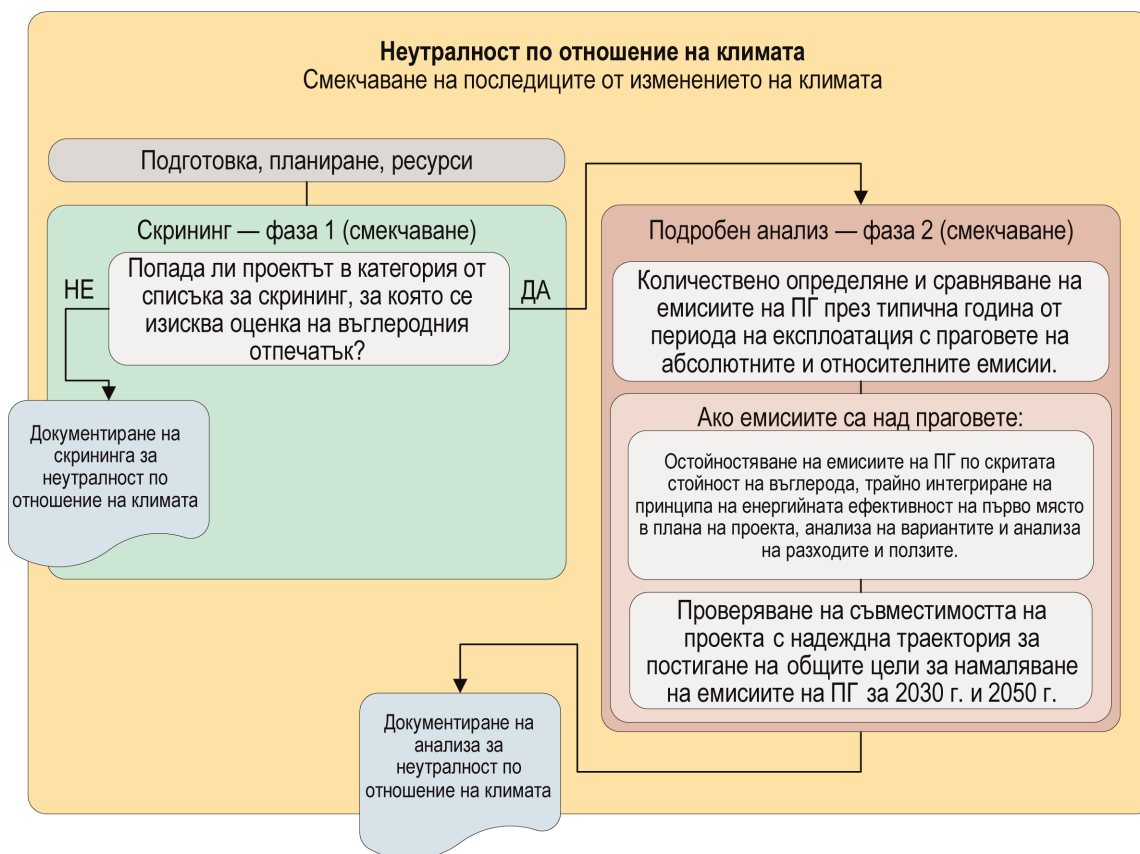 Неутралност по отношение на климата
Смекчаване на последиците от изменението на климата
Подготовка, планиране, ресурси
Скрининг — фаза 1 (смекчаване)
Попада ли проектът в категория от
списъка за скрининг, за която се
изисква оценка на въглеродния
отпечатък?
НЕ
ДА
Документиране на
скрининга за
неутралност по
отношение на климата
Подробен анализ — фаза 2 (смекчаване)
Количествено определяне и сравняване на
емисиите на ПГ през типична година от
периода на експлоатация с праговете на
абсолютните и относителните емисии.
Ако емисиите са над праговете:
Остойностяване на емисиите на ПГ по скритата
стойност на въглерода, трайно интегриране на
принципа на енергийната ефективност на първо място
в плана на проекта, анализа на вариантите и анализа
на разходите и ползите.
Проверяване на съвместимостта на
проекта с надеждна траектория за
постигане на общите цели за намаляване
на емисиите на ПГ за 2030 г. и 2050 г.
Документиране на
анализа за
неутралност по
отношение на климата